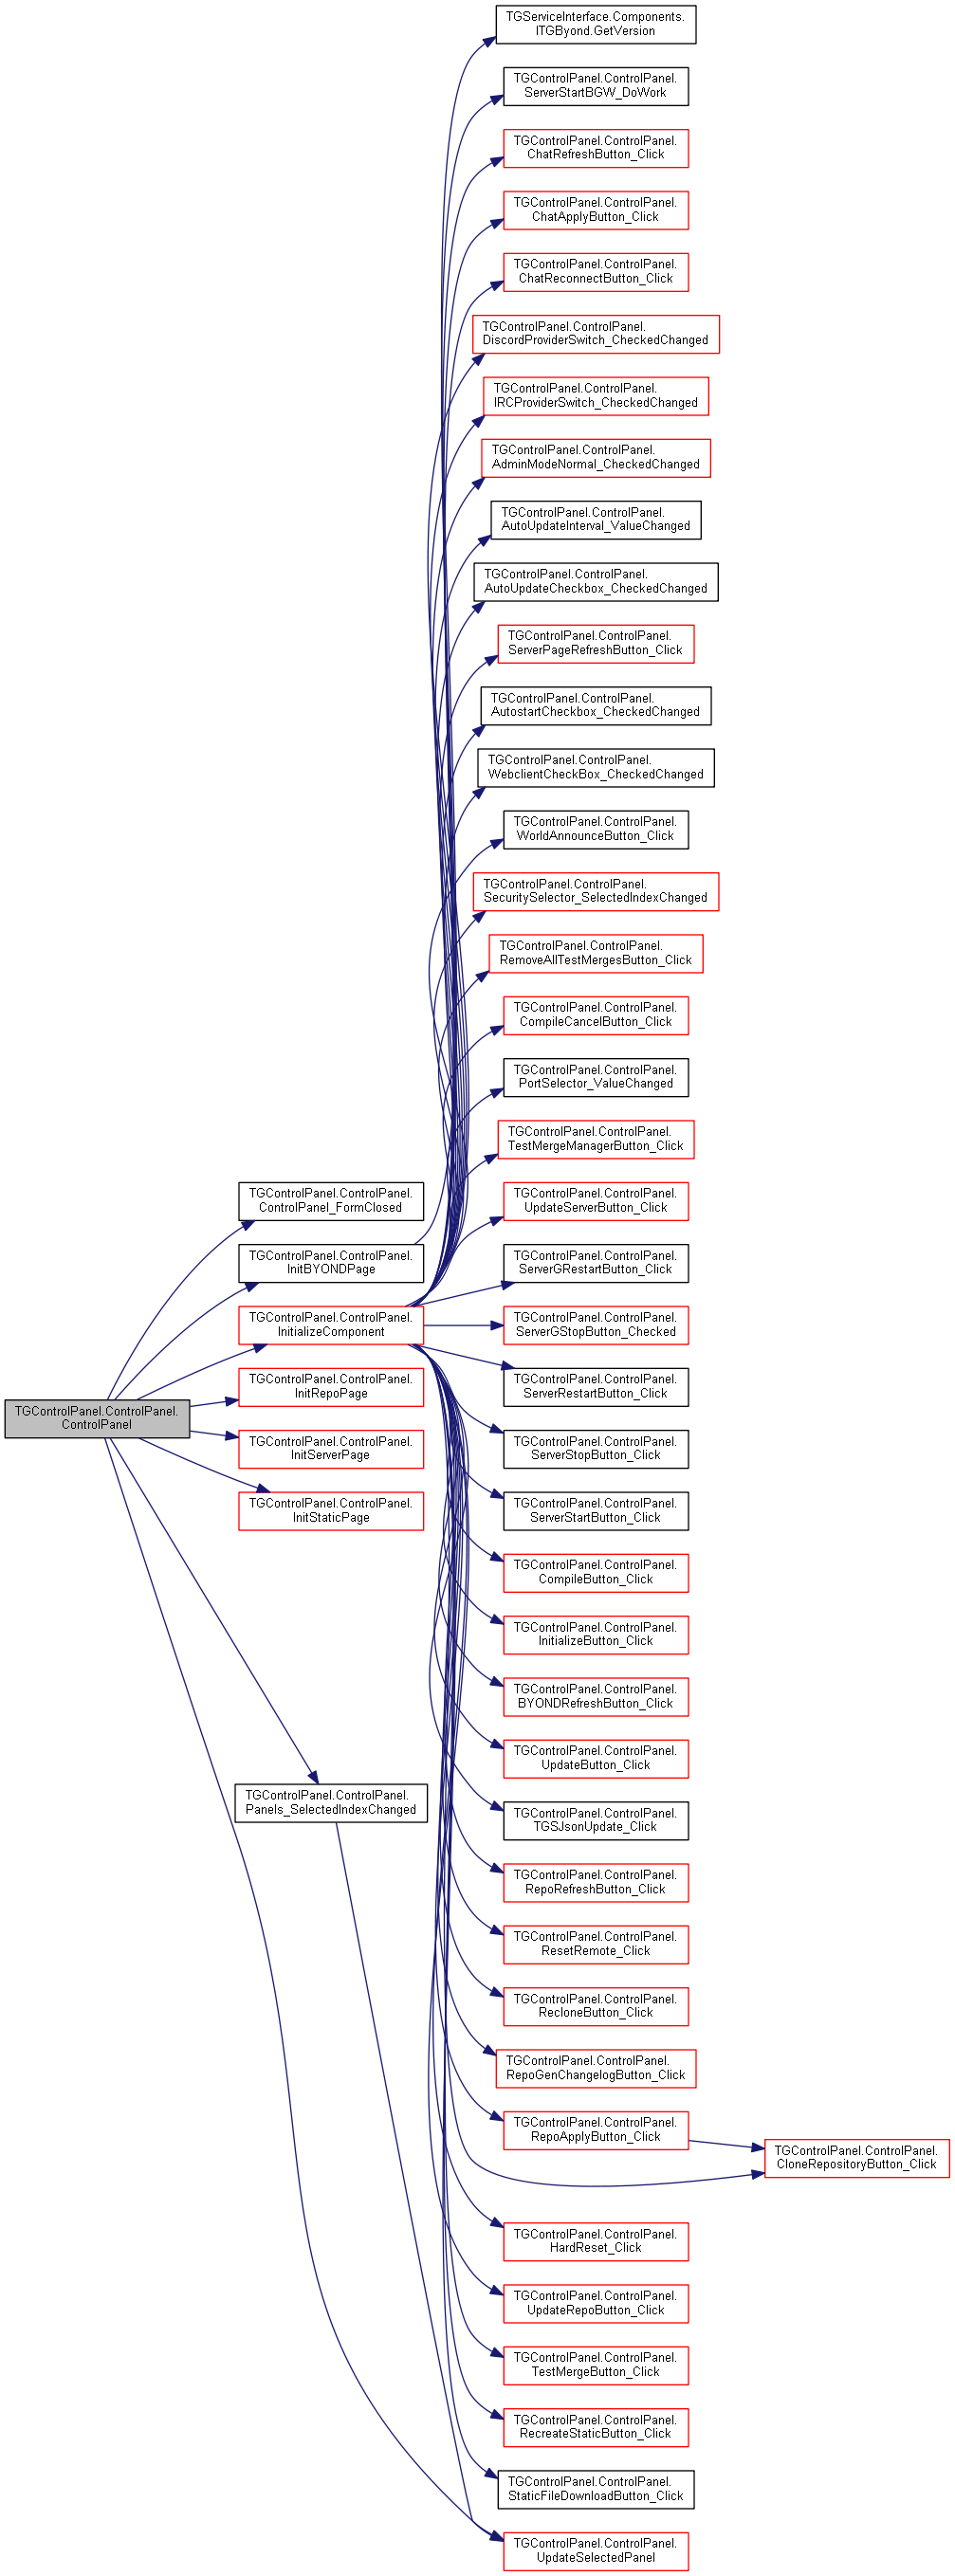 TGServiceInterface.Components.
ITGByond.GetVersion
TGControlPanel.ControlPanel.
ServerStartBGW_DoWork
TGControlPanel.ControlPanel.
ChatRefreshButton_Click
TGControlPanel.ControlPanel.
ChatApplyButton_Click
TGControlPanel.ControlPanel.
ChatReconnectButton_Click
TGControlPanel.ControlPanel.
DiscordProviderSwitch_CheckedChanged
TGControlPanel.ControlPanel.
IRCProviderSwitch_CheckedChanged
TGControlPanel.ControlPanel.
AdminModeNormal_CheckedChanged
TGControlPanel.ControlPanel.
AutoUpdateInterval_ValueChanged
TGControlPanel.ControlPanel.
AutoUpdateCheckbox_CheckedChanged
TGControlPanel.ControlPanel.
ServerPageRefreshButton_Click
TGControlPanel.ControlPanel.
AutostartCheckbox_CheckedChanged
TGControlPanel.ControlPanel.
WebclientCheckBox_CheckedChanged
TGControlPanel.ControlPanel.
WorldAnnounceButton_Click
TGControlPanel.ControlPanel.
SecuritySelector_SelectedIndexChanged
TGControlPanel.ControlPanel.
RemoveAllTestMergesButton_Click
TGControlPanel.ControlPanel.
CompileCancelButton_Click
TGControlPanel.ControlPanel.
PortSelector_ValueChanged
TGControlPanel.ControlPanel.
TestMergeManagerButton_Click
TGControlPanel.ControlPanel.
ControlPanel_FormClosed
TGControlPanel.ControlPanel.
UpdateServerButton_Click
TGControlPanel.ControlPanel.
InitBYONDPage
TGControlPanel.ControlPanel.
ServerGRestartButton_Click
TGControlPanel.ControlPanel.
InitializeComponent
TGControlPanel.ControlPanel.
ServerGStopButton_Checked
TGControlPanel.ControlPanel.
InitRepoPage
TGControlPanel.ControlPanel.
ServerRestartButton_Click
TGControlPanel.ControlPanel.
ControlPanel
TGControlPanel.ControlPanel.
InitServerPage
TGControlPanel.ControlPanel.
ServerStopButton_Click
TGControlPanel.ControlPanel.
InitStaticPage
TGControlPanel.ControlPanel.
ServerStartButton_Click
TGControlPanel.ControlPanel.
CompileButton_Click
TGControlPanel.ControlPanel.
InitializeButton_Click
TGControlPanel.ControlPanel.
BYONDRefreshButton_Click
TGControlPanel.ControlPanel.
UpdateButton_Click
TGControlPanel.ControlPanel.
Panels_SelectedIndexChanged
TGControlPanel.ControlPanel.
TGSJsonUpdate_Click
TGControlPanel.ControlPanel.
RepoRefreshButton_Click
TGControlPanel.ControlPanel.
ResetRemote_Click
TGControlPanel.ControlPanel.
RecloneButton_Click
TGControlPanel.ControlPanel.
RepoGenChangelogButton_Click
TGControlPanel.ControlPanel.
RepoApplyButton_Click
TGControlPanel.ControlPanel.
CloneRepositoryButton_Click
TGControlPanel.ControlPanel.
HardReset_Click
TGControlPanel.ControlPanel.
UpdateRepoButton_Click
TGControlPanel.ControlPanel.
TestMergeButton_Click
TGControlPanel.ControlPanel.
RecreateStaticButton_Click
TGControlPanel.ControlPanel.
StaticFileDownloadButton_Click
TGControlPanel.ControlPanel.
UpdateSelectedPanel